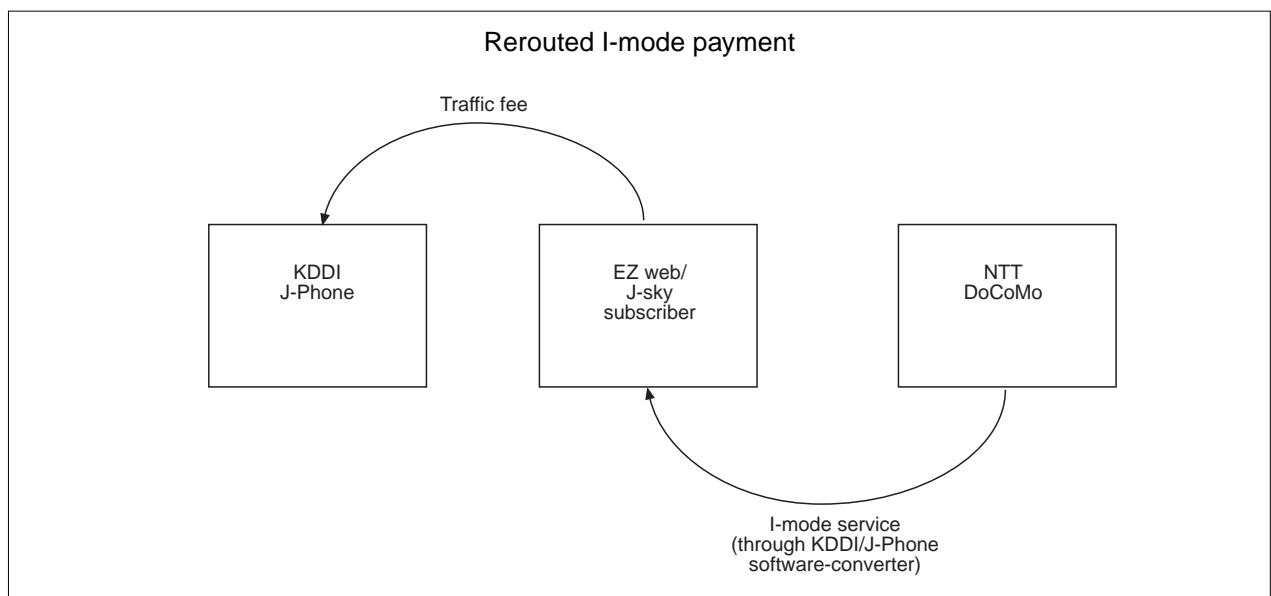 Rerouted I-mode payment
Traffic fee
KDDI
J-Phone
EZ web/
J-sky
subscriber
NTT
DoCoMo
I-mode service
(through KDDI/J-Phone
software-converter)